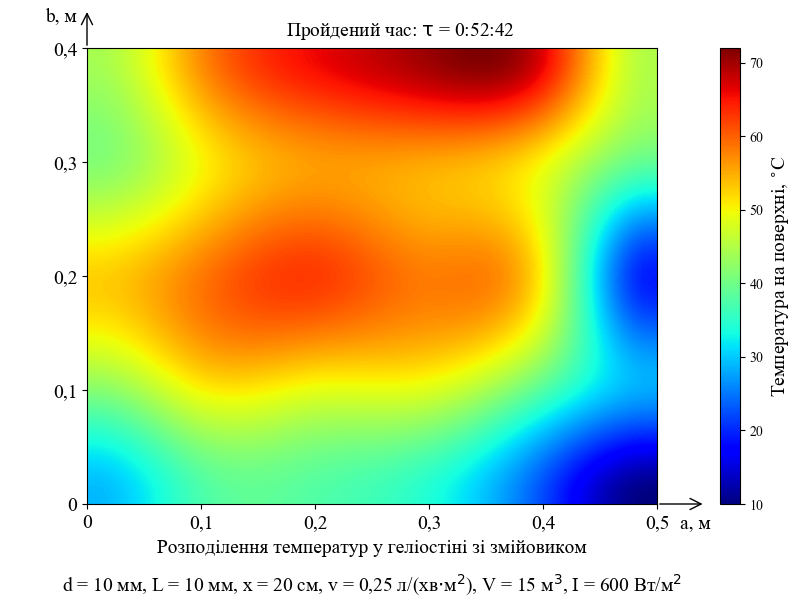 b, м
Пройдений час: τ = 0:52:42
0,4
0,3
0,2
0,1
0
0 0,1 0,2 0,3 0,4 0,5 a, м
70
60
50
40
30
20
10
Температура на поверхні, °C
Розподілення температур у геліостіні зі змійовиком
d = 10 мм, L = 10 мм, x = 20 см, v = 0,25 л/(хв·м²), V = 15 м³, I = 600 Вт/м²